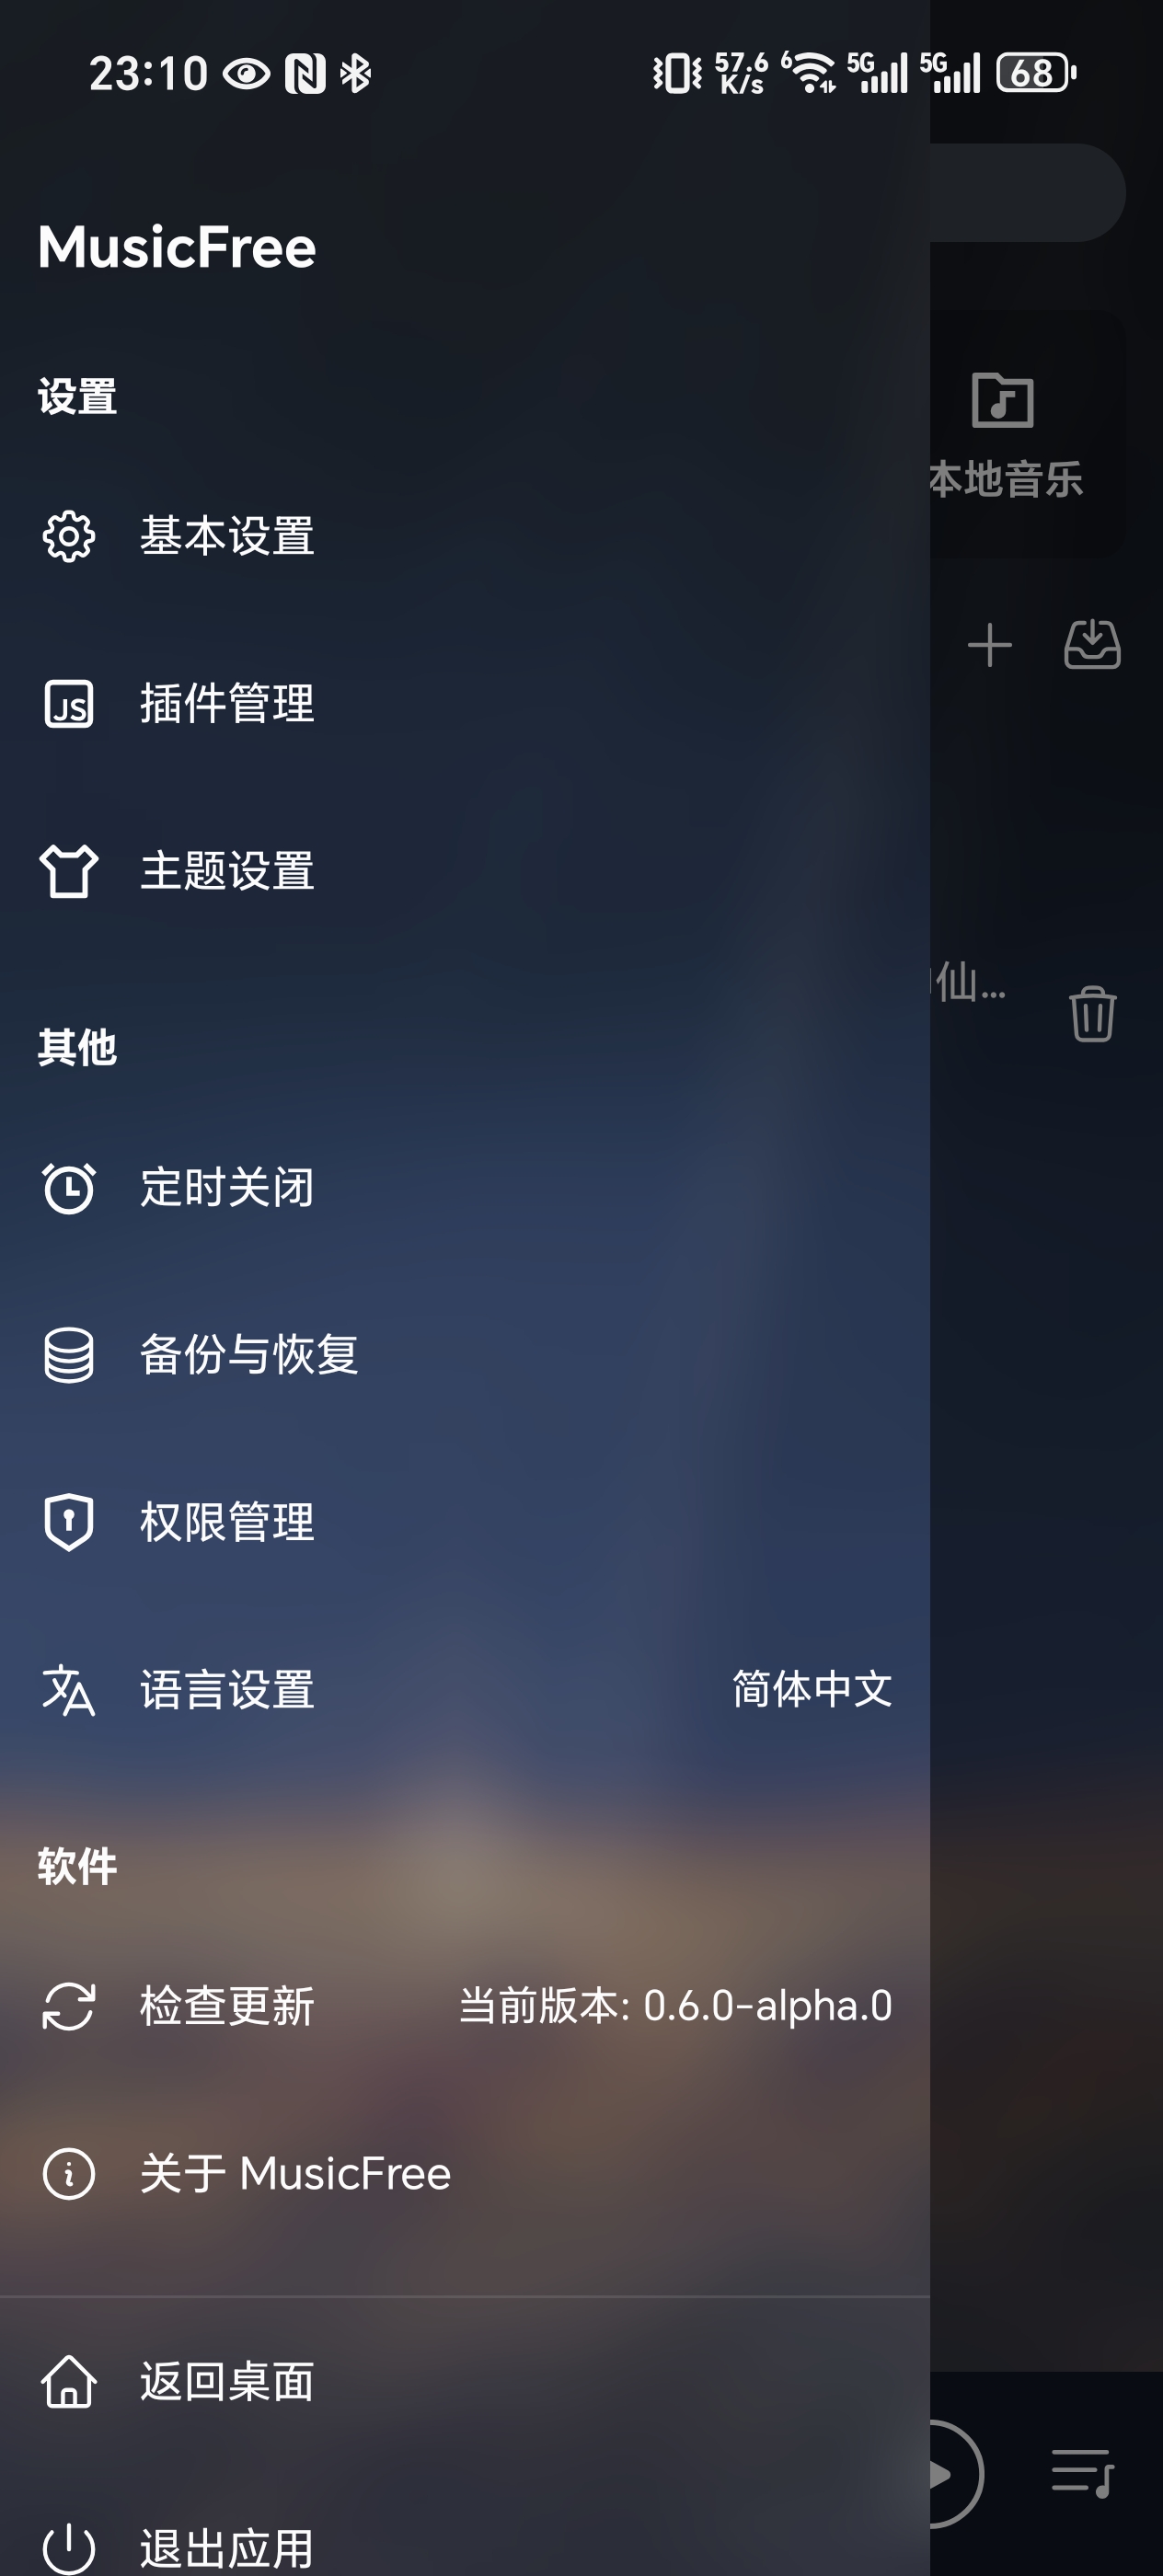 23:10
57.6 K/s
6
5G
5G
68
MusicFree
设置
本地音乐
基本设置
JS
插件管理
主题设置
仙...
其他
定时关闭
备份与恢复
权限管理
语言设置 简体中文
软件
检查更新 当前版本: 0.6.0-alpha.0
关于 MusicFree
返回桌面
退出应用